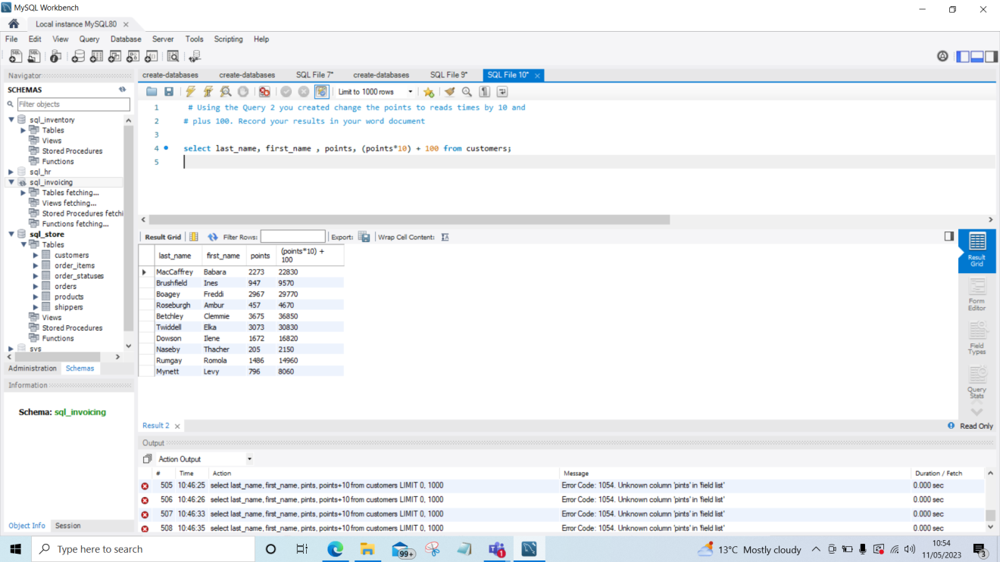 MySQL Workbench
Local instance MySQL80
File Edit View Query Database Server Tools Scripting Help
Navigator
SCHEMAS
Filter objects
sql_inventory
Tables
Views
Stored Procedures
Functions
sql_hr
sql_invoicing
Tables fetching...
Views fetching...
Stored Procedures fetchi
Functions fetching...
sql_store
Tables
customers
order_items
order_statuses
orders
products
shippers
Views
Stored Procedures
Functions
sys
Administration Schemas
Information
Schema: sql_invoicing
Object Info Session
create-databases create-databases SQL File 7* create-databases SQL File 9* SQL File 10*
Limit to 1000 rows
1 # Using the Query 2 you created change the points to reads times by 10 and
2 # plus 100. Record your results in your word document
3
4 select last_name, first_name , points, (points*10) + 100 from customers;
5
Result Grid Filter Rows: Export: Wrap Cell Content:
last_name first_name points (points*10) +
100
MacCaffrey Babara 2273 22830
Brushfield Ines 947 9570
Boagey Freddi 2967 29770
Roseburgh Ambur 457 4670
Betchley Clemmie 3675 36850
Twiddell Elka 3073 30830
Dowson Ilene 1672 16820
Naseby Thacher 205 2150
Rumgay Romola 1486 14960
Mynett Levy 796 8060
Result
Grid
Form
Editor
Field
Types
Query
Stats
Result 2
Read Only
Output
Action Output
# Time Action Message Duration / Fetch
505 10:46:25 select last_name, first_name, pints, points+10 from customers LIMIT 0, 1000 Error Code: 1054. Unknown column 'pints' in 'field list' 0.000 sec
506 10:46:26 select last_name, first_name, pints, points+10 from customers LIMIT 0, 1000 Error Code: 1054. Unknown column 'pints' in 'field list' 0.000 sec
507 10:46:33 select last_name, first_name, pints, points+10 from customers LIMIT 0, 1000 Error Code: 1054. Unknown column 'pints' in 'field list' 0.000 sec
508 10:46:35 select last_name, first_name, pints, points+10 from customers LIMIT 0, 1000 Error Code: 1054. Unknown column 'pints' in 'field list' 0.000 sec
Type here to search
99+
1
13°C Mostly cloudy
10:54
11/05/2023
3